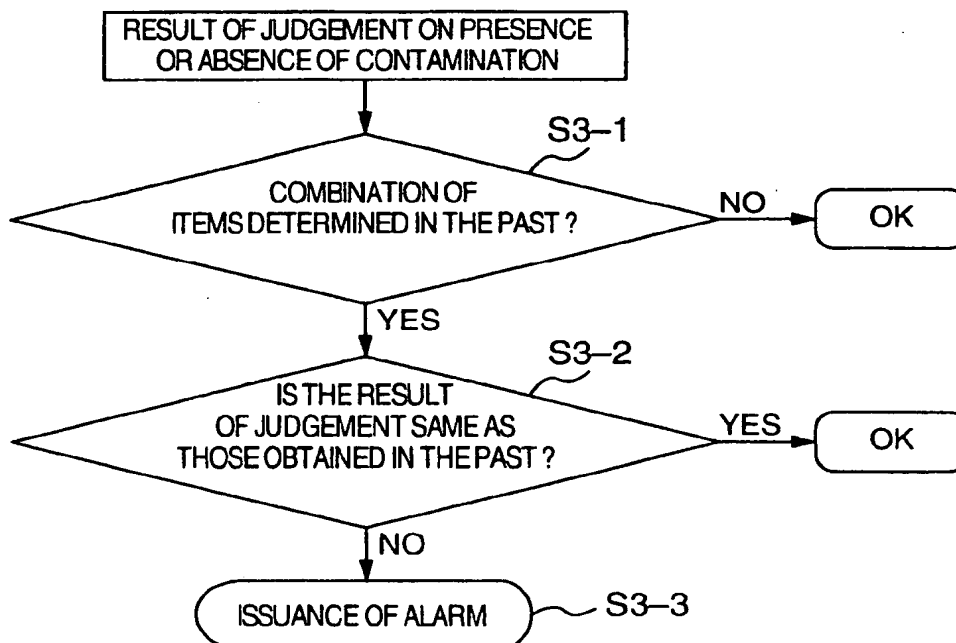 RESULT OF JUDGEMENT ON PRESENCE
OR ABSENCE OF CONTAMINATION
S3-1
COMBINATION OF
ITEMS DETERMINED IN THE PAST ?
NO
OK
YES
S3-2
IS THE RESULT
OF JUDGEMENT SAME AS
THOSE OBTAINED IN THE PAST ?
YES
OK
NO
ISSUANCE OF ALARM
S3-3